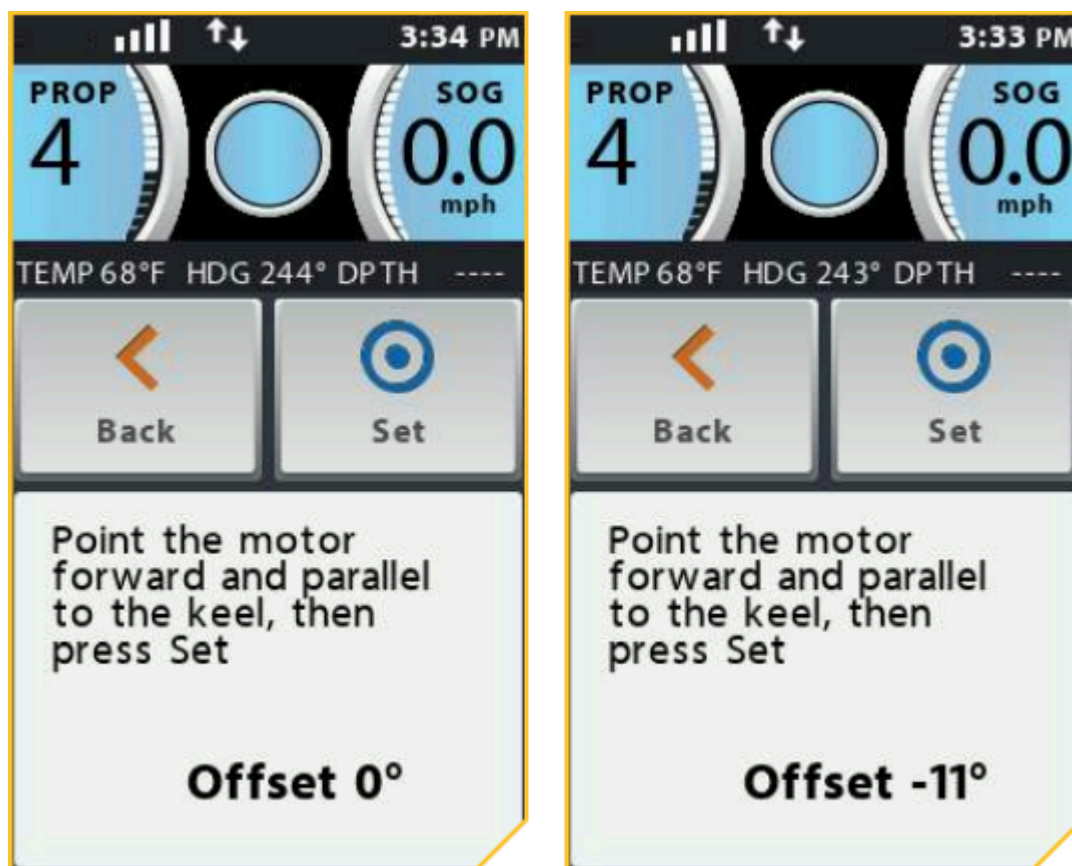 3:34 PM
PROP
4
SOG
0.0
mph
TEMP 68°F HDG 244° DPTH ----
Back
Set
Point the motor
forward and parallel
to the keel, then
press Set
Offset 0°
3:33 PM
PROP
4
SOG
0.0
mph
TEMP 68°F HDG 243° DPTH ----
Back
Set
Point the motor
forward and parallel
to the keel, then
press Set
Offset -11°